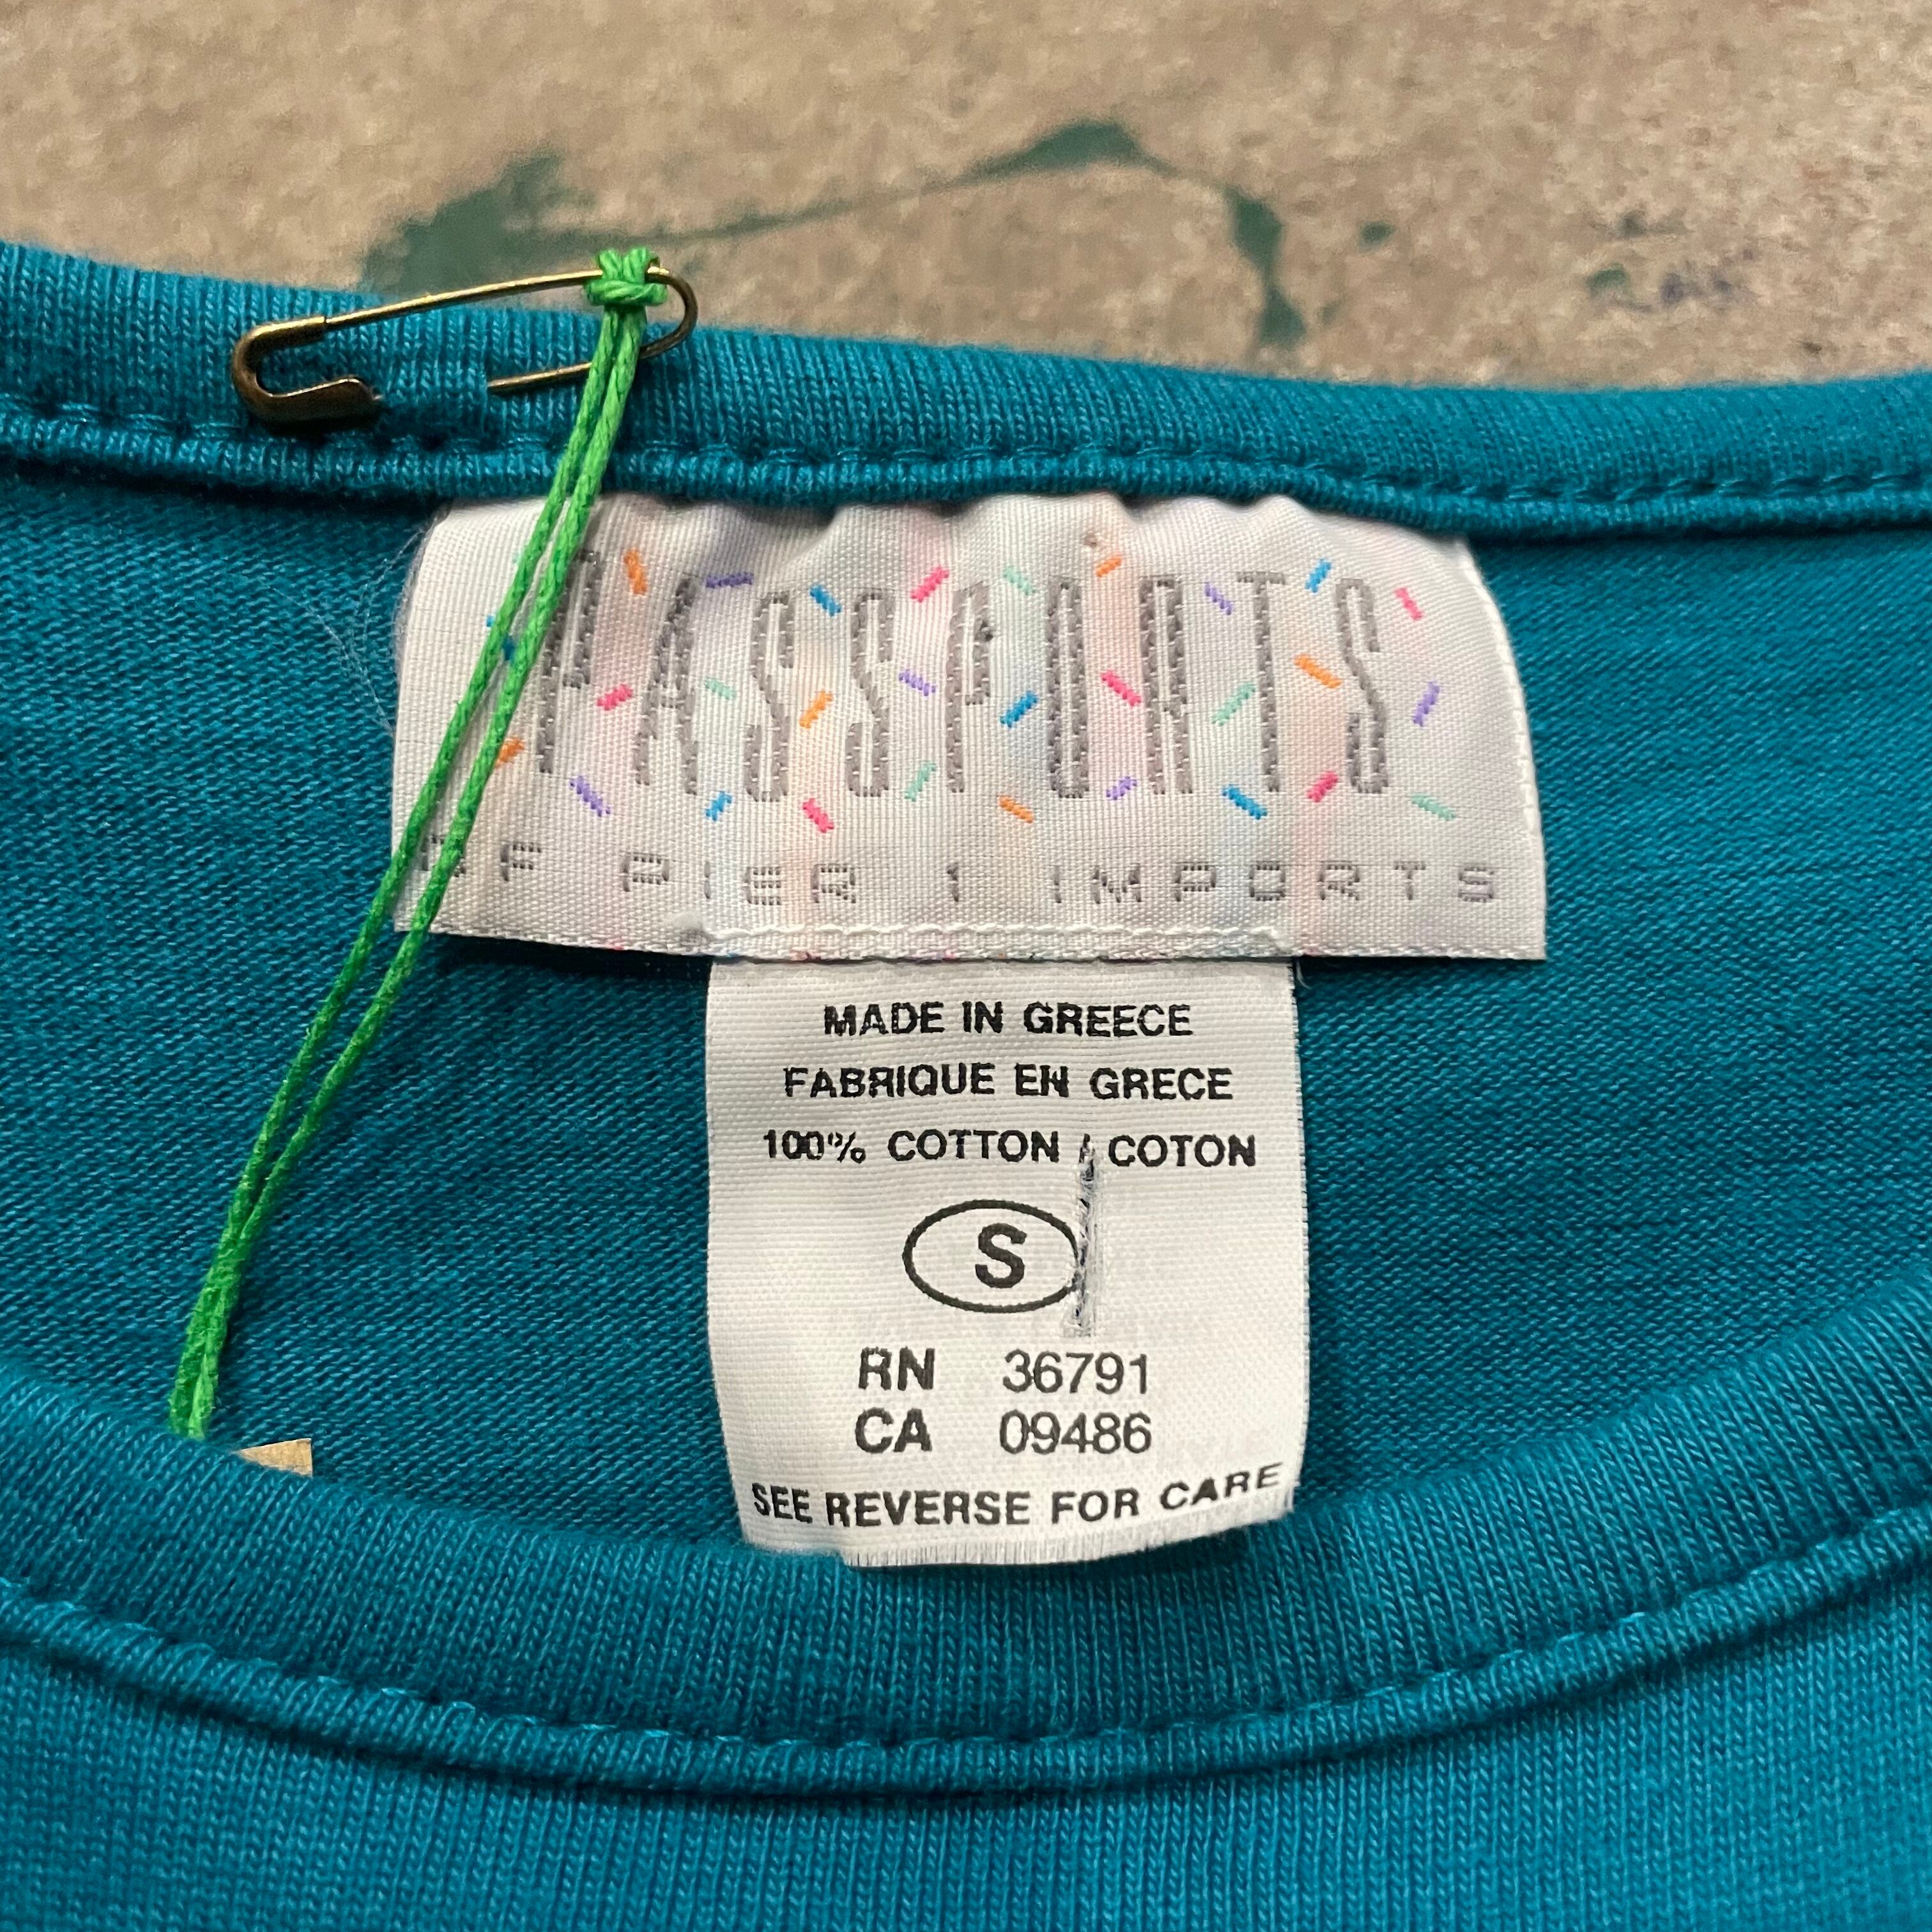 PASSPORTS
OF PIER 1 IMPORTS
MADE IN GREECE
FABRIQUE EN GRECE
100% COTTON / COTON
S
RN 36791
CA 09486
SEE REVERSE FOR CARE